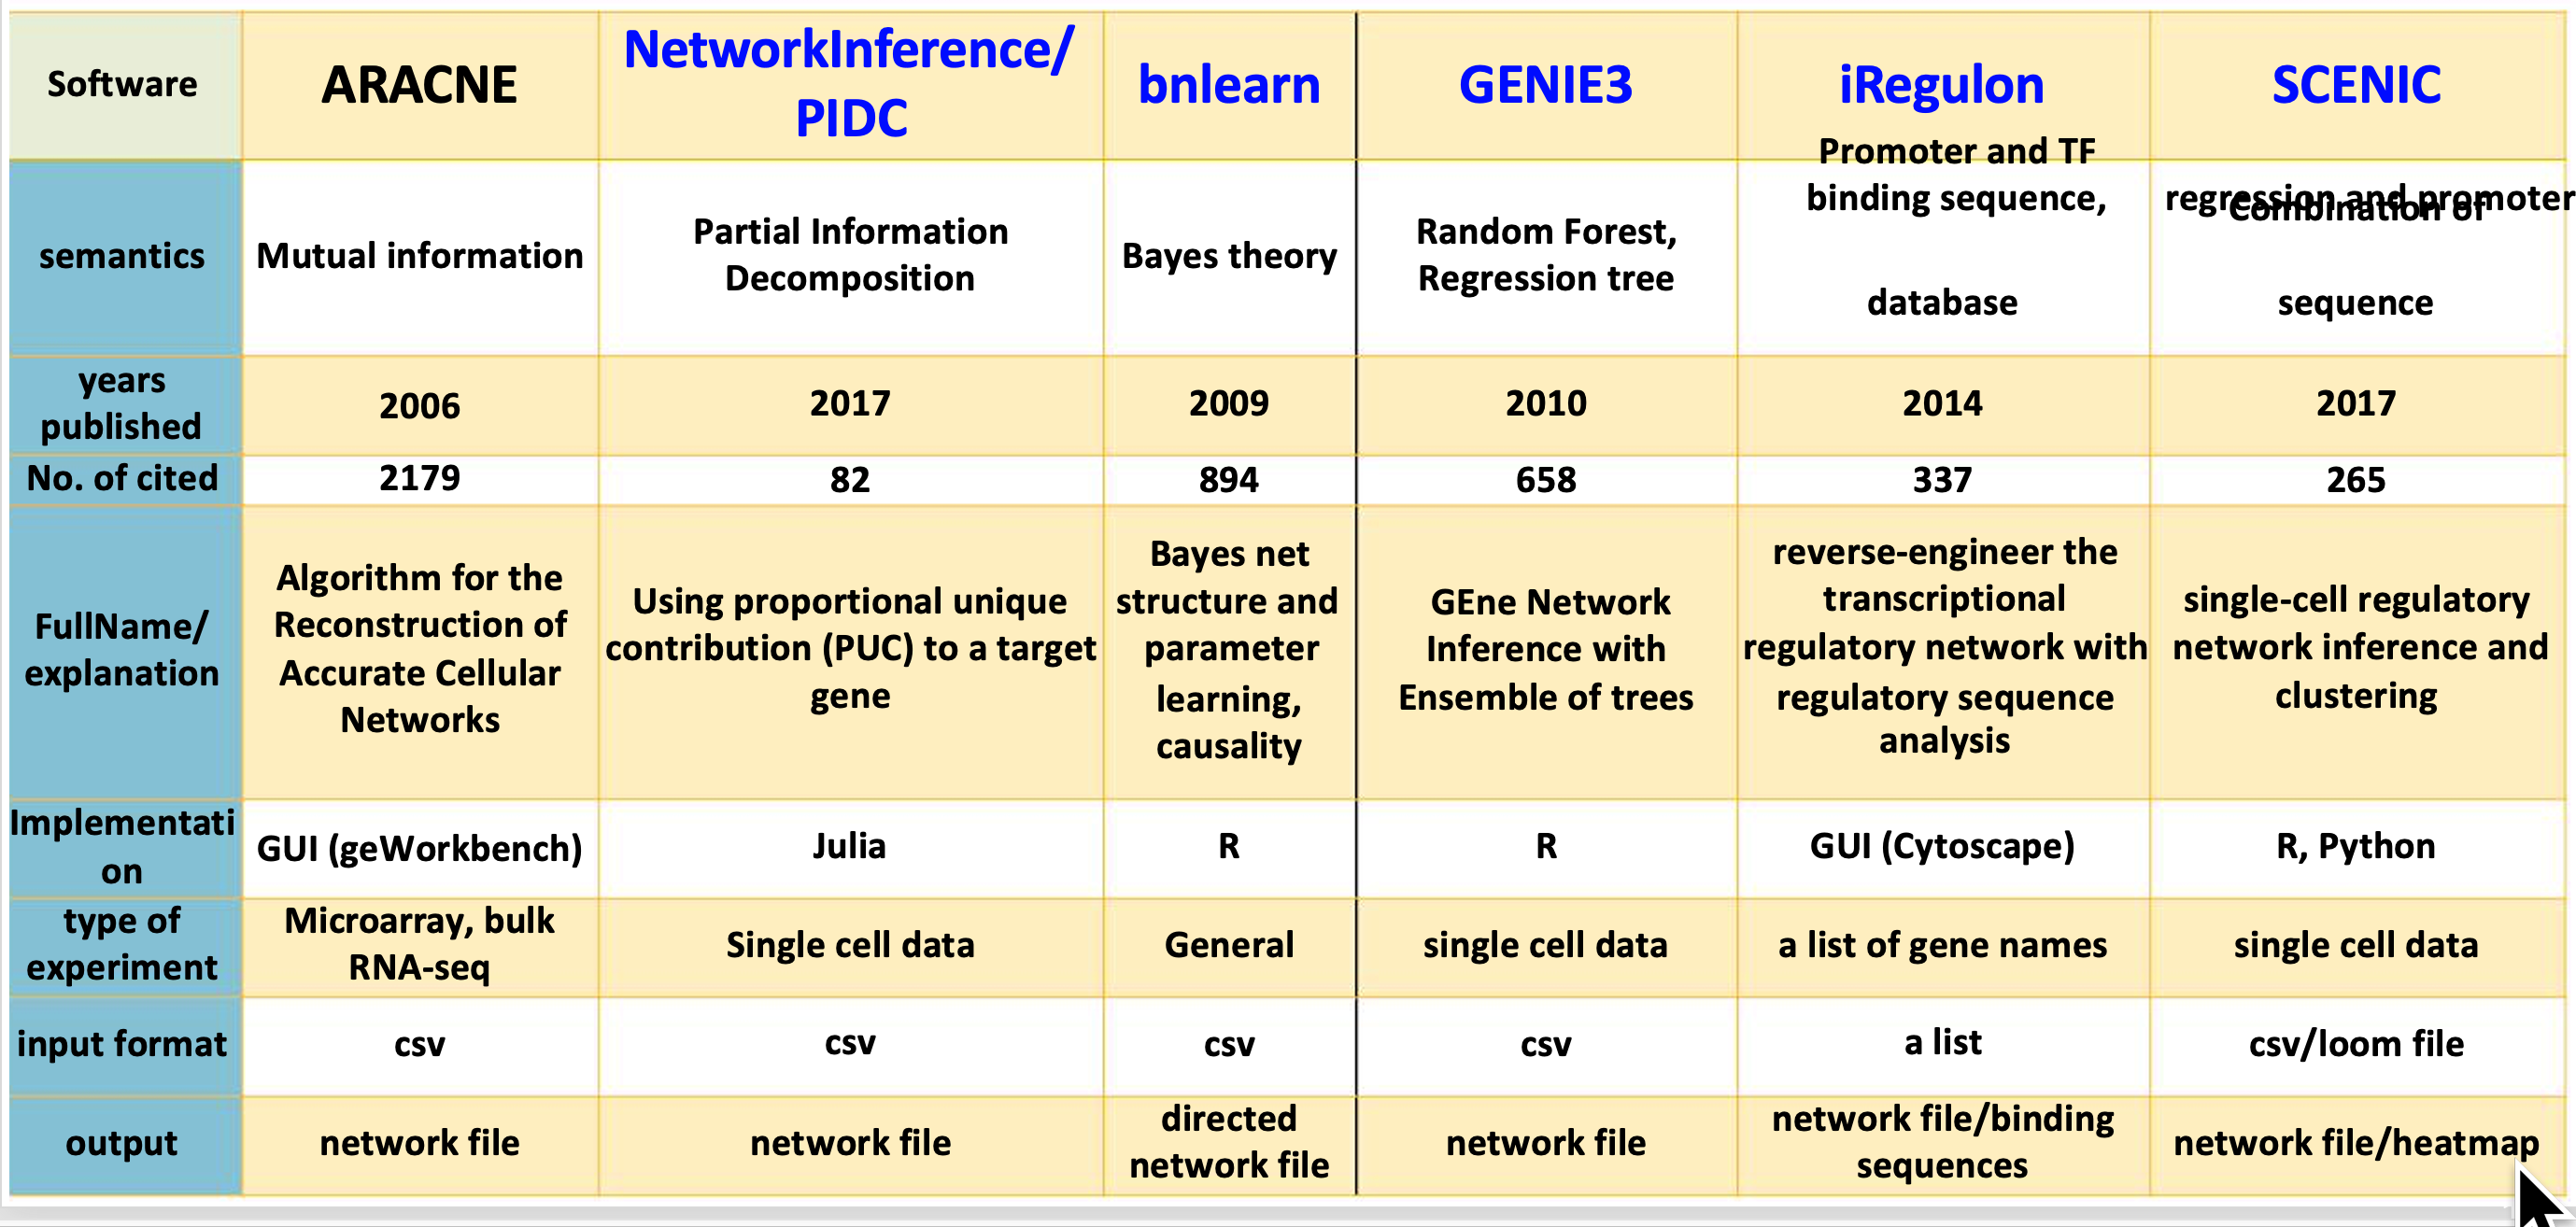 Software
ARACNE
NetworkInference/
PIDC
bnlearn
GENIE3
iRegulon
SCENIC
semantics
Mutual information
Partial Information
Decomposition
Bayes theory
Random Forest,
Regression tree
Promoter and TF
binding sequence,
database
Combination of
regression and promoter
sequence
years
published
2006
2017
2009
2010
2014
2017
No. of cited
2179
82
894
658
337
265
FullName/
explanation
Algorithm for the
Reconstruction of
Accurate Cellular
Networks
Using proportional unique
contribution (PUC) to a target
gene
Bayes net
structure and
parameter
learning,
causality
GEne Network
Inference with
Ensemble of trees
reverse-engineer the
transcriptional
regulatory network with
regulatory sequence
analysis
single-cell regulatory
network inference and
clustering
Implementati
on
GUI (geWorkbench)
Julia
R
R
GUI (Cytoscape)
R, Python
type of
experiment
Microarray, bulk
RNA-seq
Single cell data
General
single cell data
a list of gene names
single cell data
input format
csv
csv
csv
csv
a list
csv/loom file
output
network file
network file
directed
network file
network file
network file/binding
sequences
network file/heatmap